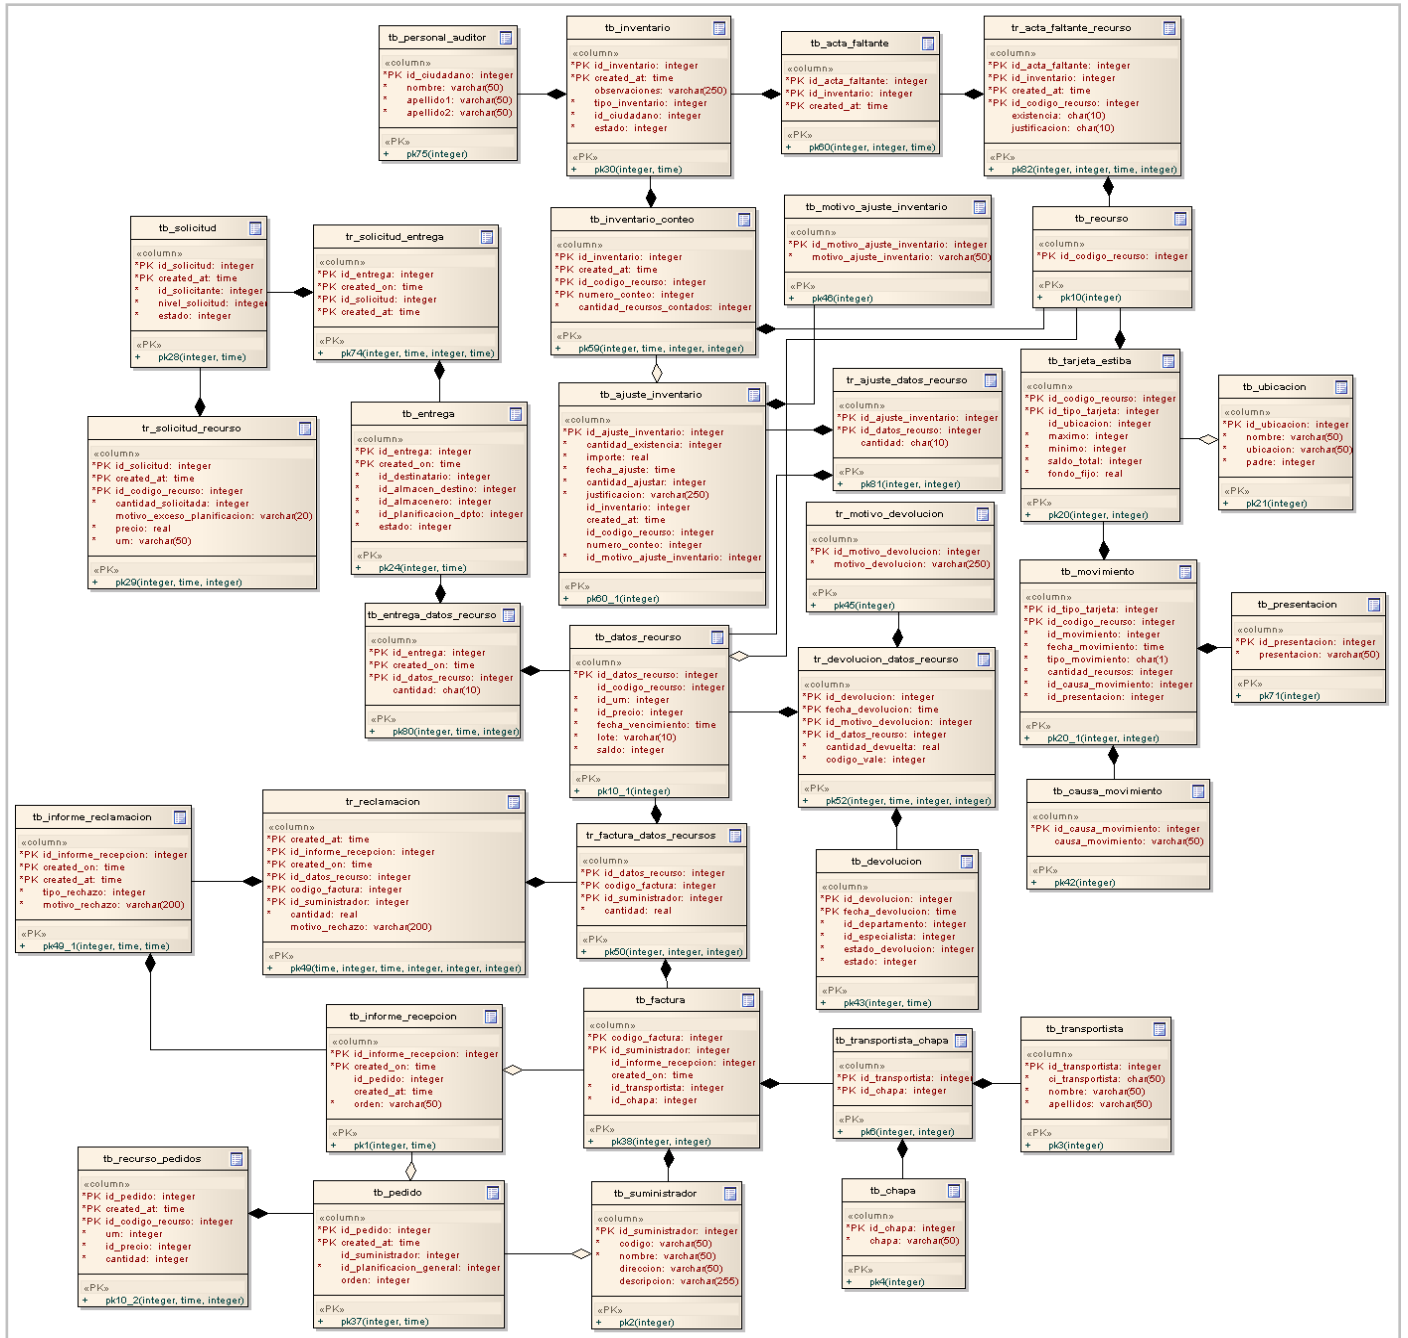 tb_personal_auditor
«column»
*PK id_ciudadano: integer
* nombre: varchar(50)
* apellido1: varchar(50)
* apellido2: varchar(50)
«PK»
+ pk75(integer)
tb_inventario
«column»
*PK id_inventario: integer
*PK created_at: time
observaciones: varchar(250)
* tipo_inventario: integer
* id_ciudadano: integer
* estado: integer
«PK»
+ pk30(integer, time)
tb_acta_faltante
«column»
*PK id_acta_faltante: integer
*PK id_inventario: integer
*PK created_at: time
«PK»
+ pk60(integer, integer, time)
tr_acta_faltante_recurso
«column»
*PK id_acta_faltante: integer
*PK id_inventario: integer
*PK created_at: time
*PK id_codigo_recurso: integer
existencia: char(10)
justificacion: char(10)
«PK»
+ pk82(integer, integer, time, integer)
tb_solicitud
«column»
*PK id_solicitud: integer
*PK created_at: time
* id_solicitante: integer
* nivel_solicitud: integer
* estado: integer
«PK»
+ pk28(integer, time)
tr_solicitud_entrega
«column»
*PK id_entrega: integer
*PK created_on: time
*PK id_solicitud: integer
*PK created_at: time
«PK»
+ pk74(integer, time, integer, time)
tb_inventario_conteo
«column»
*PK id_inventario: integer
*PK created_at: time
*PK id_codigo_recurso: integer
*PK numero_conteo: integer
* cantidad_recursos_contados: integer
«PK»
+ pk59(integer, time, integer, integer)
tb_motivo_ajuste_inventario
«column»
*PK id_motivo_ajuste_inventario: integer
* motivo_ajuste_inventario: varchar(50)
«PK»
+ pk46(integer)
tb_recurso
«column»
*PK id_codigo_recurso: integer
«PK»
+ pk10(integer)
tr_solicitud_recurso
«column»
*PK id_solicitud: integer
*PK created_at: time
*PK id_codigo_recurso: integer
* cantidad_solicitada: integer
motivo_exceso_planificacion: varchar(20)
* precio: real
* um: varchar(50)
«PK»
+ pk29(integer, time, integer)
tb_entrega
«column»
*PK id_entrega: integer
*PK created_on: time
* id_destinatario: integer
* id_almacen_destino: integer
* id_almacenero: integer
* id_planificacion_dpto: integer
* estado: integer
«PK»
+ pk24(integer, time)
tb_ajuste_inventario
«column»
*PK id_ajuste_inventario: integer
* cantidad_existencia: integer
* importe: real
* fecha_ajuste: time
* cantidad_ajustar: integer
* justificacion: varchar(250)
id_inventario: integer
created_at: time
id_codigo_recurso: integer
numero_conteo: integer
* id_motivo_ajuste_inventario: integer
«PK»
+ pk60_1(integer)
tr_ajuste_datos_recurso
«column»
*PK id_ajuste_inventario: integer
*PK id_datos_recurso: integer
cantidad: char(10)
«PK»
+ pk81(integer, integer)
tb_tarjeta_estiba
«column»
*PK id_codigo_recurso: integer
*PK id_tipo_tarjeta: integer
id_ubicacion: integer
* maximo: integer
* minimo: integer
* saldo_total: integer
* fondo_fijo: real
«PK»
+ pk20(integer, integer)
tb_ubicacion
«column»
*PK id_ubicacion: integer
* nombre: varchar(50)
* ubicacion: varchar(50)
* padre: integer
«PK»
+ pk21(integer)
tr_motivo_devolucion
«column»
*PK id_motivo_devolucion: integer
* motivo_devolucion: varchar(250)
«PK»
+ pk45(integer)
tb_entrega_datos_recurso
«column»
*PK id_entrega: integer
*PK created_on: time
*PK id_datos_recurso: integer
cantidad: char(10)
«PK»
+ pk80(integer, time, integer)
tb_datos_recurso
«column»
*PK id_datos_recurso: integer
id_codigo_recurso: integer
* id_um: integer
* id_precio: integer
* fecha_vencimiento: time
* lote: varchar(10)
* saldo: integer
«PK»
+ pk10_1(integer)
tr_devolucion_datos_recurso
«column»
*PK id_devolucion: integer
*PK fecha_devolucion: time
*PK id_motivo_devolucion: integer
*PK id_datos_recurso: integer
* cantidad_devuelta: real
* codigo_vale: integer
«PK»
+ pk52(integer, time, integer, integer)
tb_movimiento
«column»
*PK id_tipo_tarjeta: integer
*PK id_codigo_recurso: integer
* id_movimiento: integer
* fecha_movimiento: time
* tipo_movimiento: char(1)
* cantidad_recursos: integer
* id_causa_movimiento: integer
* id_presentacion: integer
«PK»
+ pk20_1(integer, integer)
tb_presentacion
«column»
*PK id_presentacion: integer
* presentacion: varchar(50)
«PK»
+ pk71(integer)
tb_causa_movimiento
«column»
*PK id_causa_movimiento: integer
causa_movimiento: varchar(50)
«PK»
+ pk42(integer)
tb_informe_reclamacion
«column»
*PK id_informe_recepcion: integer
*PK created_on: time
*PK created_at: time
* tipo_rechazo: integer
* motivo_rechazo: varchar(200)
«PK»
+ pk49_1(integer, time, time)
tr_reclamacion
«column»
*PK created_at: time
*PK id_informe_recepcion: integer
*PK created_on: time
*PK id_datos_recurso: integer
*PK codigo_factura: integer
*PK id_suministrador: integer
* cantidad: real
motivo_rechazo: varchar(200)
«PK»
+ pk49(time, integer, time, integer, integer, integer)
tr_factura_datos_recursos
«column»
*PK id_datos_recurso: integer
*PK codigo_factura: integer
*PK id_suministrador: integer
* cantidad: real
«PK»
+ pk50(integer, integer, integer)
tb_devolucion
«column»
*PK id_devolucion: integer
*PK fecha_devolucion: time
* id_departamento: integer
* id_especialista: integer
* estado_devolucion: integer
* estado: integer
«PK»
+ pk43(integer, time)
tb_informe_recepcion
«column»
*PK id_informe_recepcion: integer
*PK created_on: time
id_pedido: integer
created_at: time
* orden: varchar(50)
«PK»
+ pk1(integer, time)
tb_factura
«column»
*PK codigo_factura: integer
*PK id_suministrador: integer
id_informe_recepcion: integer
created_on: time
* id_transportista: integer
* id_chapa: integer
«PK»
+ pk38(integer, integer)
tb_transportista_chapa
«column»
*PK id_transportista: integer
*PK id_chapa: integer
«PK»
+ pk6(integer, integer)
tb_transportista
«column»
*PK id_transportista: integer
* ci_transportista: char(50)
* nombre: varchar(50)
* apellidos: varchar(50)
«PK»
+ pk3(integer)
tb_recurso_pedidos
«column»
*PK id_pedido: integer
*PK created_at: time
*PK id_codigo_recurso: integer
* um: integer
* id_precio: integer
* cantidad: integer
«PK»
+ pk10_2(integer, time, integer)
tb_pedido
«column»
*PK id_pedido: integer
*PK created_at: time
id_suministrador: integer
* id_planificacion_general: integer
orden: integer
«PK»
+ pk37(integer, time)
tb_suministrador
«column»
*PK id_suministrador: integer
* codigo: varchar(50)
* nombre: varchar(50)
direccion: varchar(50)
descripcion: varchar(255)
«PK»
+ pk2(integer)
tb_chapa
«column»
*PK id_chapa: integer
* chapa: varchar(50)
«PK»
+ pk4(integer)